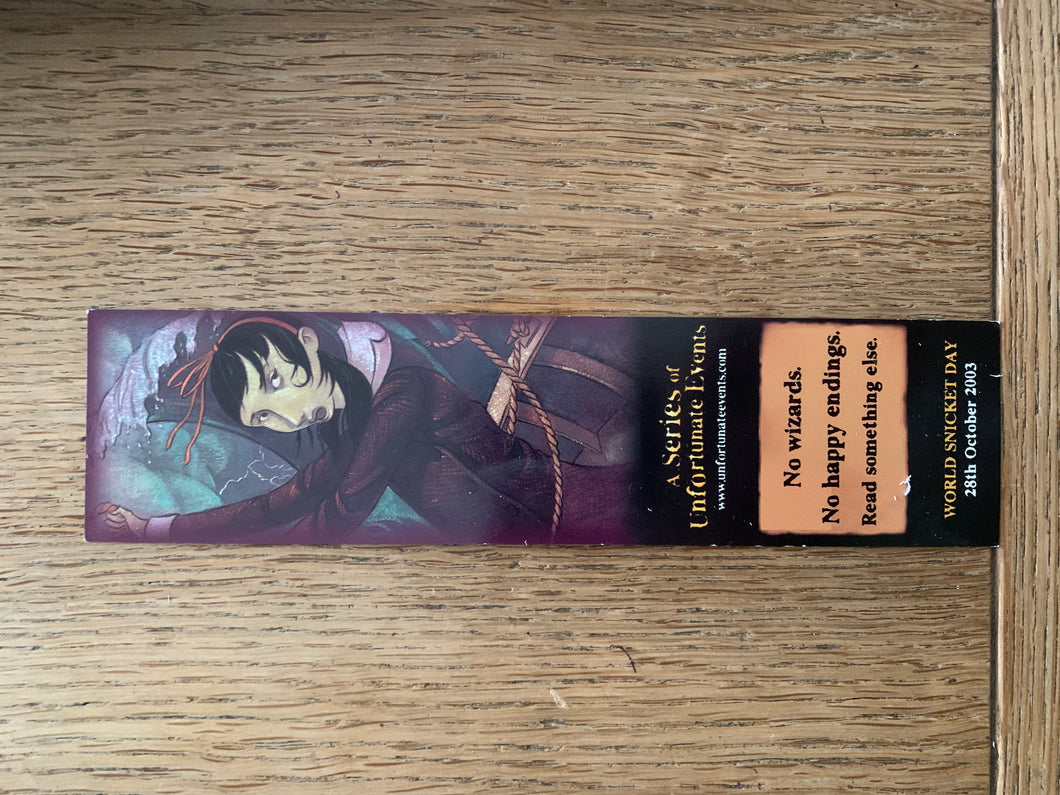 A Series of
Unfortunate Events
www.unfortunateevents.com
No wizards.
No happy endings.
Read something else.
WORLD SNICKET DAY
28th October 2003